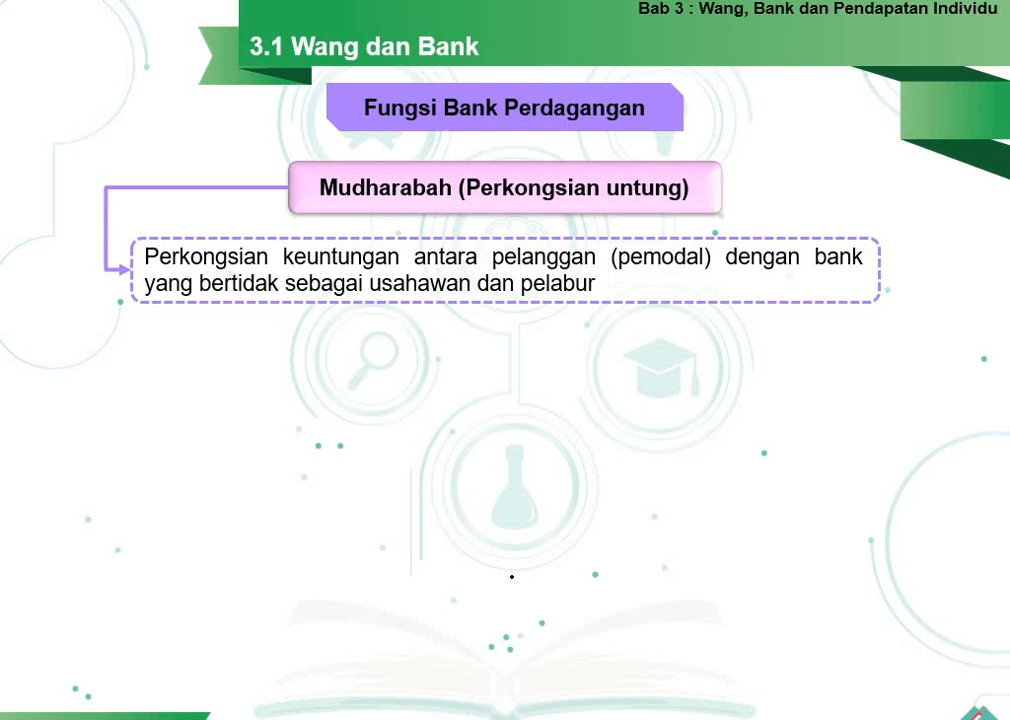 Bab 3 : Wang, Bank dan Pendapatan Individu
3.1 Wang dan Bank
Fungsi Bank Perdagangan
Mudharabah (Perkongsian untung)
Perkongsian keuntungan antara pelanggan (pemodal) dengan bank
yang bertidak sebagai usahawan dan pelabur